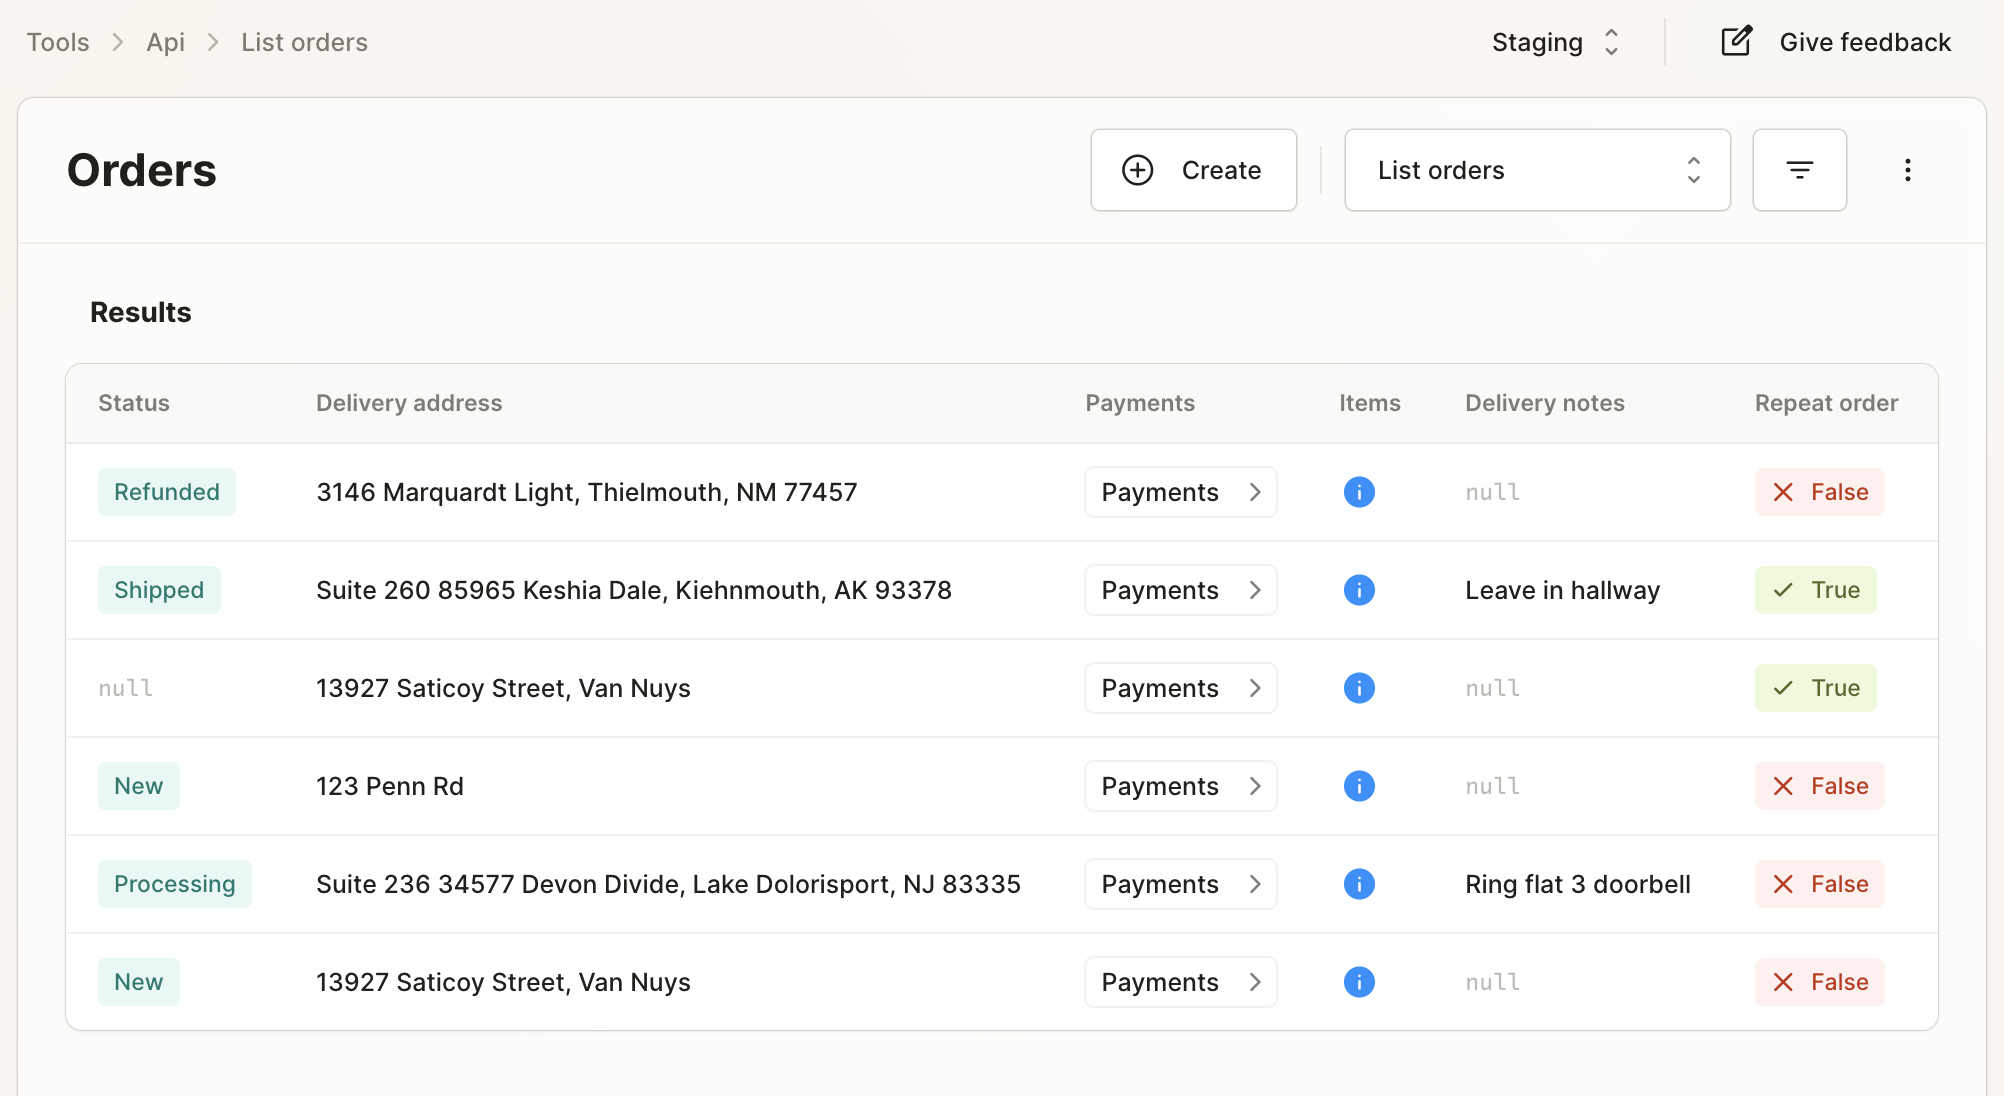 Tools > Api > List orders
Staging
Give feedback
Orders
Create
List orders
Results
Status Delivery address Payments Items Delivery notes Repeat order
Refunded 3146 Marquardt Light, Thielmouth, NM 77457 Payments null False
Shipped Suite 260 85965 Keshia Dale, Kiehnmouth, AK 93378 Payments Leave in hallway True
null 13927 Saticoy Street, Van Nuys Payments null True
New 123 Penn Rd Payments null False
Processing Suite 236 34577 Devon Divide, Lake Dolorisport, NJ 83335 Payments Ring flat 3 doorbell False
New 13927 Saticoy Street, Van Nuys Payments null False